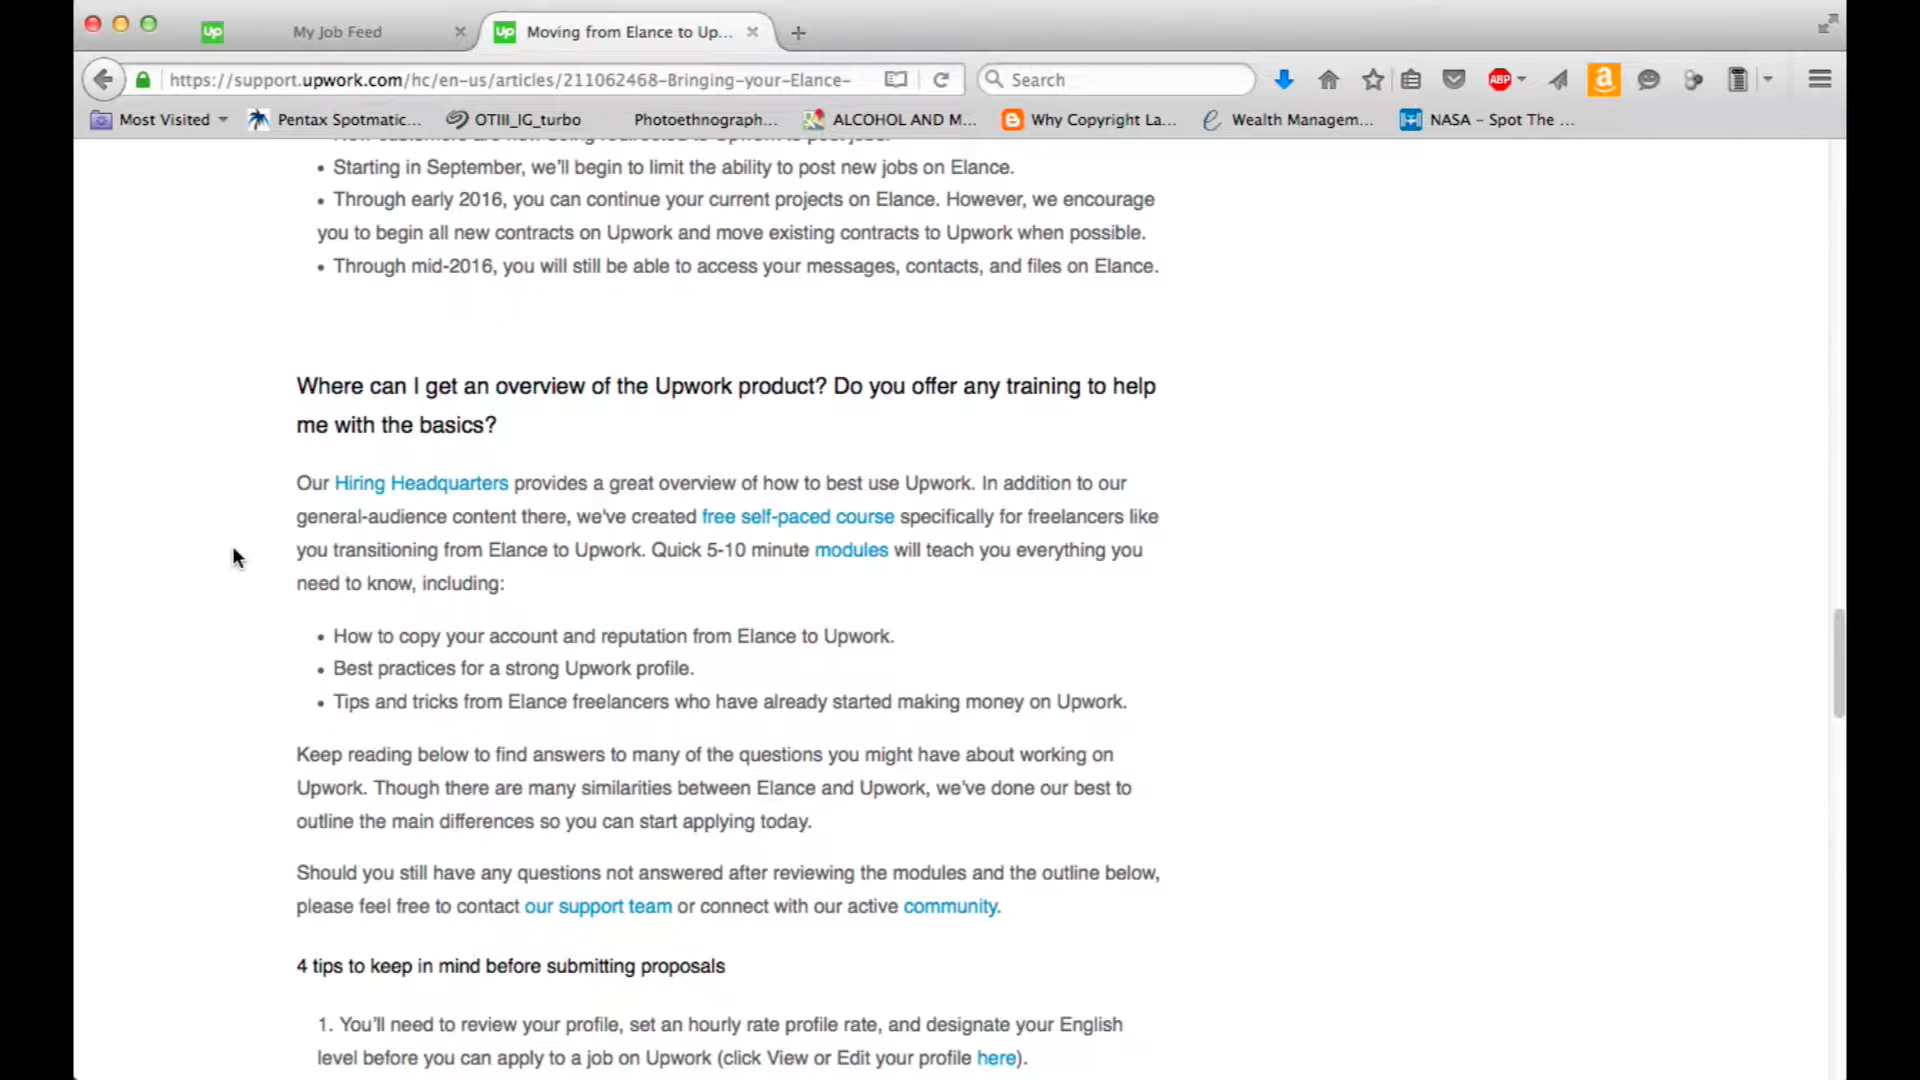 Up
My Job Feed
Up
Moving from Elance to Up...
https://support.upwork.com/hc/en-us/articles/211062468-Bringing-your-Elance-
Search
ABP
a
Most Visited
Pentax Spotmatic...
OTIII_IG_turbo
Photoethnograph...
ALCOHOL AND M...
Why Copyright La...
Wealth Managem...
NASA - Spot The ...
• Starting in September, we'll begin to limit the ability to post new jobs on Elance.
• Through early 2016, you can continue your current projects on Elance. However, we encourage
you to begin all new contracts on Upwork and move existing contracts to Upwork when possible.
• Through mid-2016, you will still be able to access your messages, contacts, and files on Elance.
Where can I get an overview of the Upwork product? Do you offer any training to help
me with the basics?
Our Hiring Headquarters provides a great overview of how to best use Upwork. In addition to our
general-audience content there, we've created free self-paced course specifically for freelancers like
you transitioning from Elance to Upwork. Quick 5-10 minute modules will teach you everything you
need to know, including:
• How to copy your account and reputation from Elance to Upwork.
• Best practices for a strong Upwork profile.
• Tips and tricks from Elance freelancers who have already started making money on Upwork.
Keep reading below to find answers to many of the questions you might have about working on
Upwork. Though there are many similarities between Elance and Upwork, we've done our best to
outline the main differences so you can start applying today.
Should you still have any questions not answered after reviewing the modules and the outline below,
please feel free to contact our support team or connect with our active community.
4 tips to keep in mind before submitting proposals
1. You'll need to review your profile, set an hourly rate profile rate, and designate your English
level before you can apply to a job on Upwork (click View or Edit your profile here).